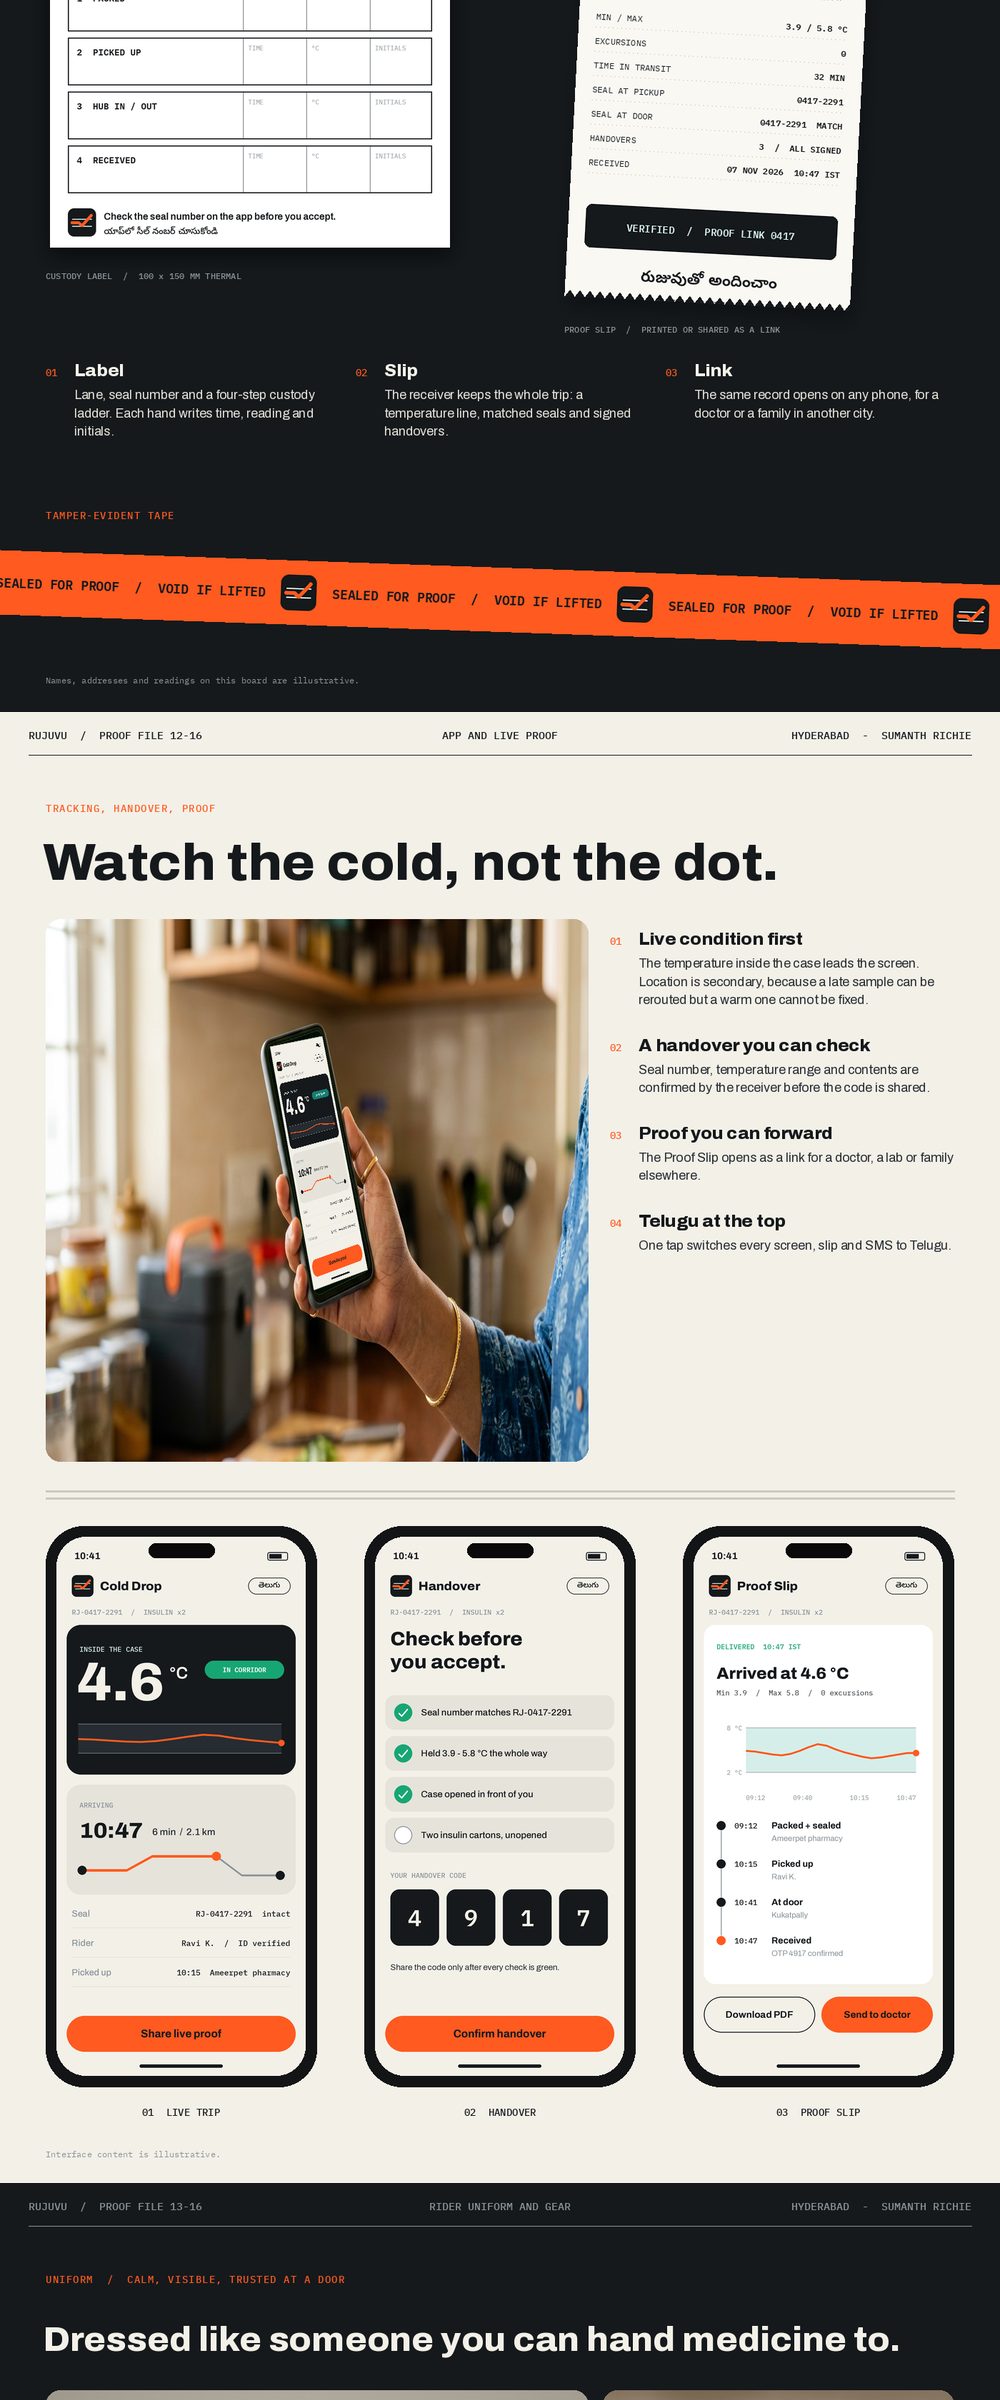 1 PACKED
2 PICKED UP
TIME
°C
INITIALS
3 HUB IN / OUT
TIME
°C
INITIALS
4 RECEIVED
TIME
°C
INITIALS
Check the seal number on the app before you accept.
యాప్‌లో సీల్ నంబర్ చూసుకోండి
CUSTODY LABEL / 100 x 150 MM THERMAL
MIN / MAX 3.9 / 5.8 °C
EXCURSIONS 0
TIME IN TRANSIT 32 MIN
SEAL AT PICKUP 0417-2291
SEAL AT DOOR 0417-2291 MATCH
HANDOVERS 3 / ALL SIGNED
RECEIVED 07 NOV 2026 10:47 IST
VERIFIED / PROOF LINK 0417
రుజువుతో అందించాం
PROOF SLIP / PRINTED OR SHARED AS A LINK
01 Label
Lane, seal number and a four-step custody
ladder. Each hand writes time, reading and
initials.
02 Slip
The receiver keeps the whole trip: a
temperature line, matched seals and signed
handovers.
03 Link
The same record opens on any phone, for a
doctor or a family in another city.
TAMPER-EVIDENT TAPE
SEALED FOR PROOF / VOID IF LIFTED SEALED FOR PROOF / VOID IF LIFTED SEALED FOR PROOF / VOID IF LIFTED
Names, addresses and readings on this board are illustrative.
RUJUVU / PROOF FILE 12-16 APP AND LIVE PROOF HYDERABAD - SUMANTH RICHIE
TRACKING, HANDOVER, PROOF
Watch the cold, not the dot.
Cold Drop
4.6
10:47
01 Live condition first
The temperature inside the case leads the screen.
Location is secondary, because a late sample can be
rerouted but a warm one cannot be fixed.
02 A handover you can check
Seal number, temperature range and contents are
confirmed by the receiver before the code is shared.
03 Proof you can forward
The Proof Slip opens as a link for a doctor, a lab or family
elsewhere.
04 Telugu at the top
One tap switches every screen, slip and SMS to Telugu.
10:41
Cold Drop తెలుగు
RJ-0417-2291 / INSULIN x2
INSIDE THE CASE
4.6 °C IN CORRIDOR
ARRIVING
10:47 6 min / 2.1 km
Seal RJ-0417-2291 intact
Rider Ravi K. / ID verified
Picked up 10:15 Ameerpet pharmacy
Share live proof
01 LIVE TRIP
10:41
Handover తెలుగు
RJ-0417-2291 / INSULIN x2
Check before
you accept.
Seal number matches RJ-0417-2291
Held 3.9 - 5.8 °C the whole way
Case opened in front of you
Two insulin cartons, unopened
YOUR HANDOVER CODE
4 9 1 7
Share the code only after every check is green.
Confirm handover
02 HANDOVER
10:41
Proof Slip తెలుగు
RJ-0417-2291 / INSULIN x2
DELIVERED 10:47 IST
Arrived at 4.6 °C
Min 3.9 / Max 5.8 / 0 excursions
8 °C
2 °C
09:12 09:40 10:15 10:47
09:12 Packed + sealed
Ameerpet pharmacy
10:15 Picked up
Ravi K.
10:41 At door
Kukatpally
10:47 Received
OTP 4917 confirmed
Download PDF Send to doctor
03 PROOF SLIP
Interface content is illustrative.
RUJUVU / PROOF FILE 13-16 RIDER UNIFORM AND GEAR HYDERABAD - SUMANTH RICHIE
UNIFORM / CALM, VISIBLE, TRUSTED AT A DOOR
Dressed like someone you can hand medicine to.